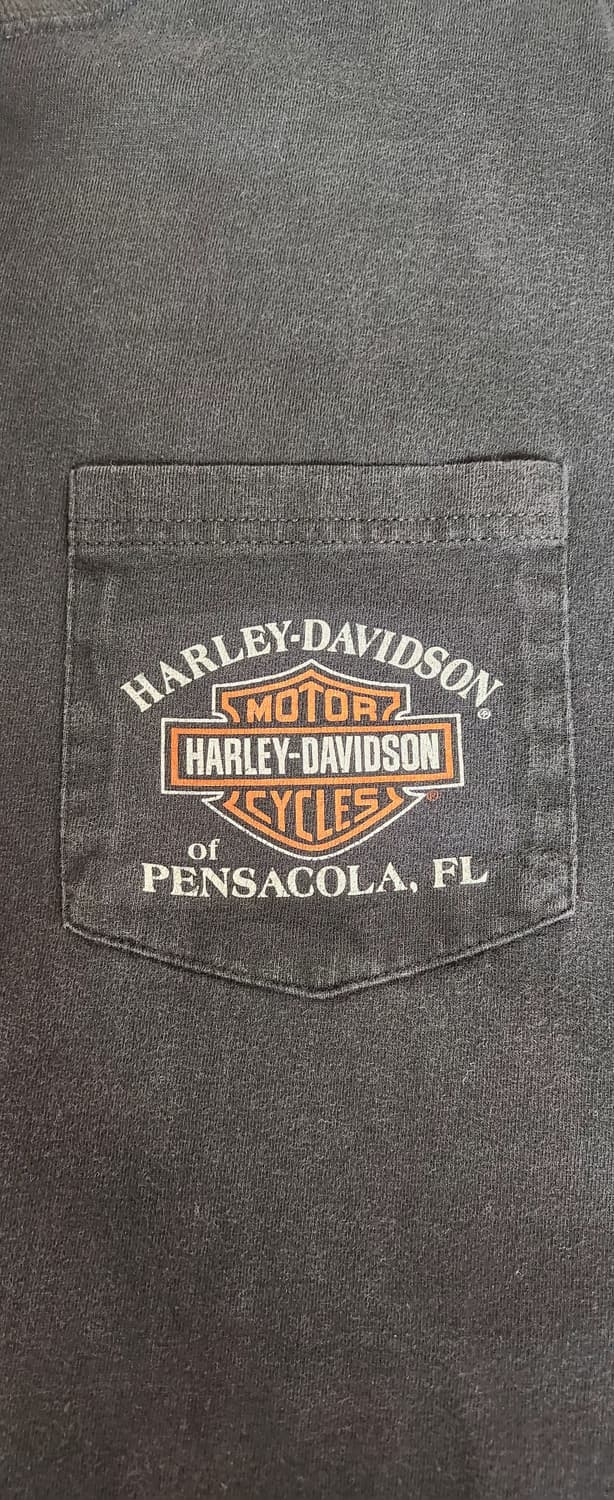 HARLEY-DAVIDSON®
MOTOR
HARLEY-DAVIDSON
CYCLES®
of
PENSACOLA, FL